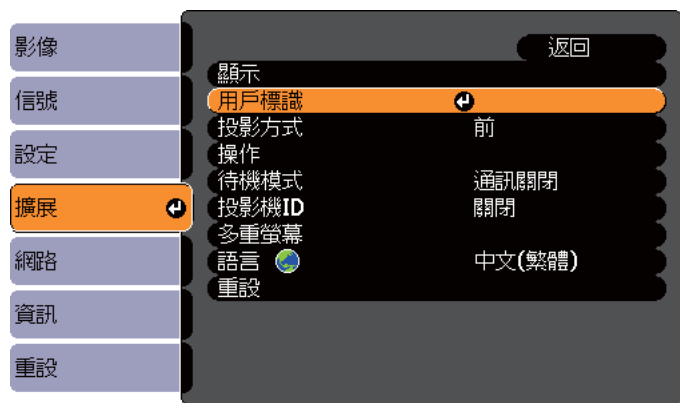 影像
信號
設定
擴展
網路
資訊
重設
返回
顯示
用戶標識
投影方式 前
操作
待機模式 通訊關閉
投影機ID 關閉
多重螢幕
語言 中文(繁體)
重設